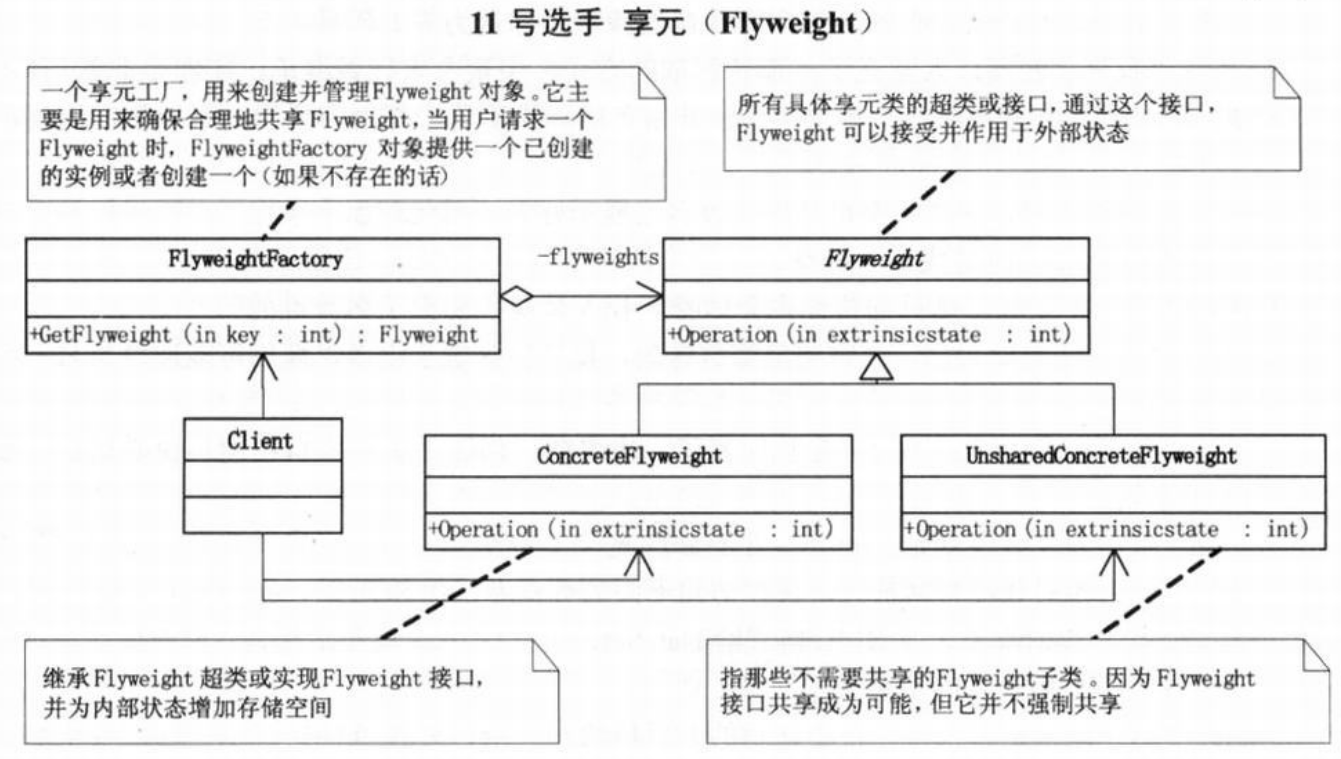 11 号选手 享元（Flyweight）
一个享元工厂，用来创建并管理Flyweight 对象。它主
要是用来确保合理地共享Flyweight，当用户请求一个
Flyweight 时，FlyweightFactory 对象提供一个已创建
的实例或者创建一个(如果不存在的话)
所有具体享元类的超类或接口，通过这个接口，
Flyweight 可以接受并作用于外部状态
FlyweightFactory
+GetFlyweight(in key : int) : Flyweight
-flyweights
Flyweight
+Operation(in extrinsicstate : int)
Client
ConcreteFlyweight
+Operation(in extrinsicstate : int)
UnsharedConcreteFlyweight
+Operation(in extrinsicstate : int)
继承Flyweight 超类或实现Flyweight 接口，
并为内部状态增加存储空间
指那些不需要共享的Flyweight子类。因为 Flyweight
接口共享成为可能，但它并不强制共享